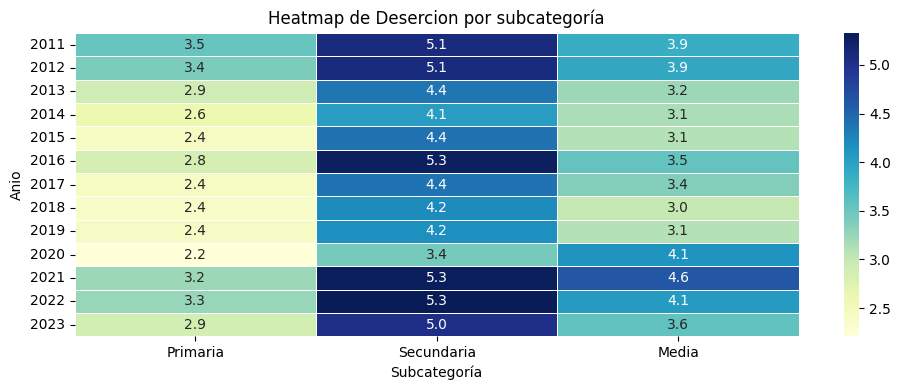 Heatmap de Desercion por subcategoría
Anio
2011 3.5 5.1 3.9
2012 3.4 5.1 3.9
2013 2.9 4.4 3.2
2014 2.6 4.1 3.1
2015 2.4 4.4 3.1
2016 2.8 5.3 3.5
2017 2.4 4.4 3.4
2018 2.4 4.2 3.0
2019 2.4 4.2 3.1
2020 2.2 3.4 4.1
2021 3.2 5.3 4.6
2022 3.3 5.3 4.1
2023 2.9 5.0 3.6
Primaria Secundaria Media
Subcategoría
5.0
4.5
4.0
3.5
3.0
2.5